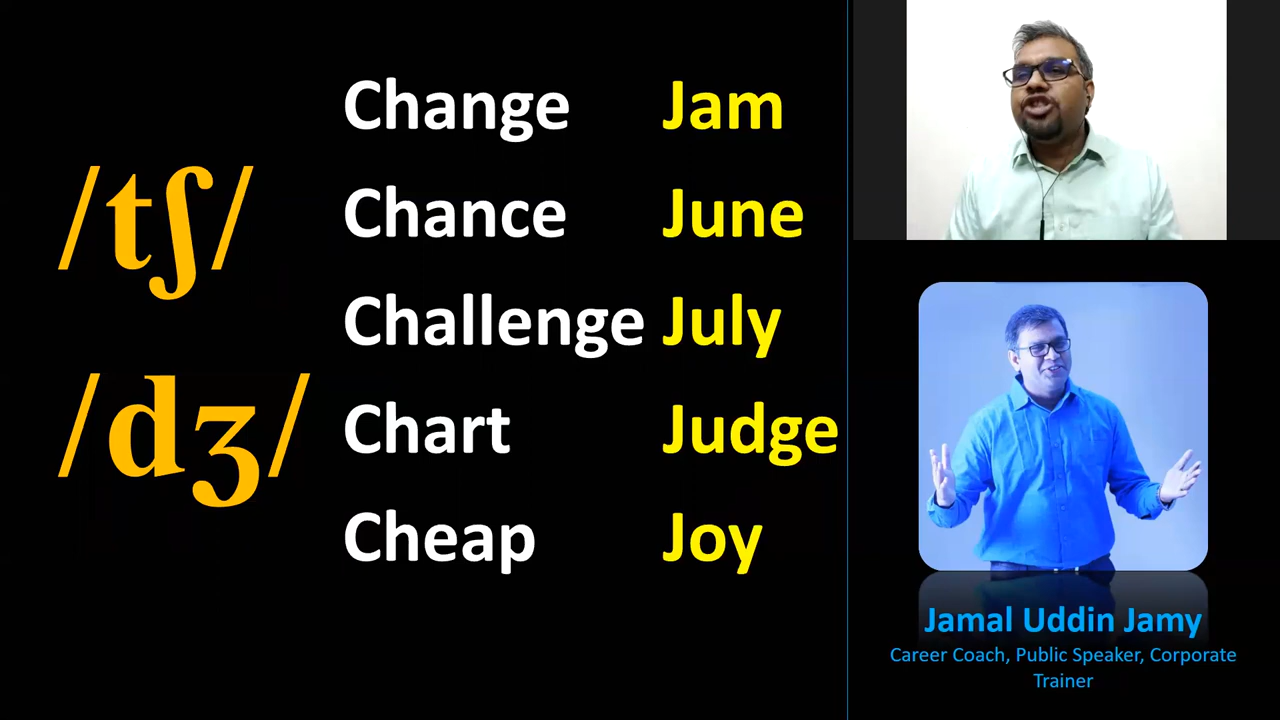 /tʃ/
/dʒ/
Change Jam
Chance June
Challenge July
Chart Judge
Cheap Joy
Jamal Uddin Jamy
Career Coach, Public Speaker, Corporate
Trainer